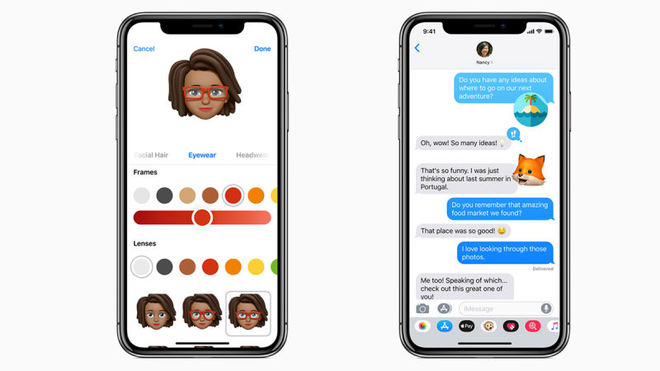 Cancel
Done
acial Hair
Eyewear
Headwea
Frames
Lenses
9:41
Nancy
Do you have any ideas about
where to go on our next
adventure?
Oh, wow! So many ideas!
That's so funny. I was just
thinking about last summer in
Portugal.
Do you remember that amazing
food market we found?
That place was so good!
I love looking through those
photos.
Delivered
Me too! Speaking of which...
check out this great one of
you!
iMessage
Pay